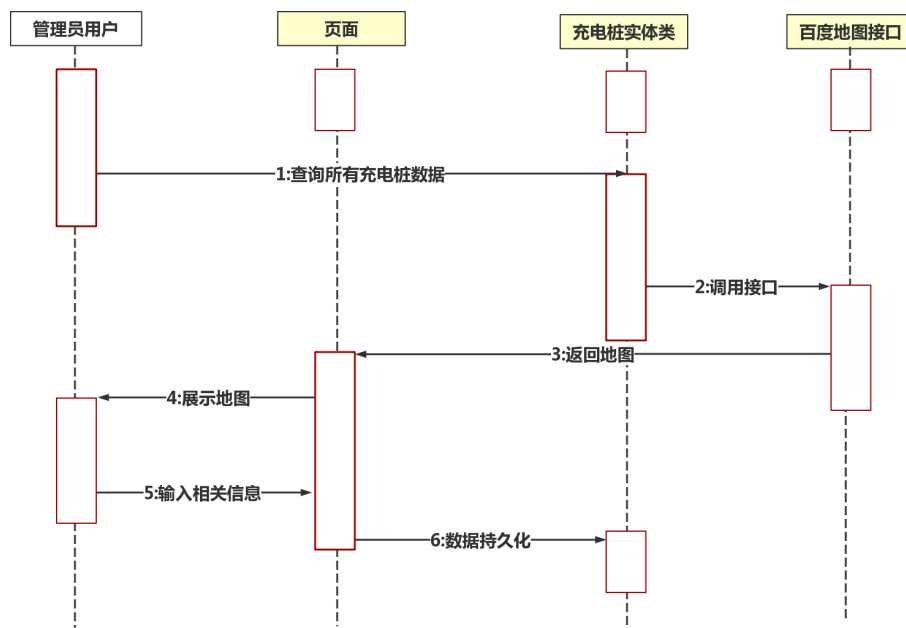 管理员用户
页面
充电桩实体类
百度地图接口
1:查询所有充电桩数据
2:调用接口
3:返回地图
4:展示地图
5:输入相关信息
6:数据持久化